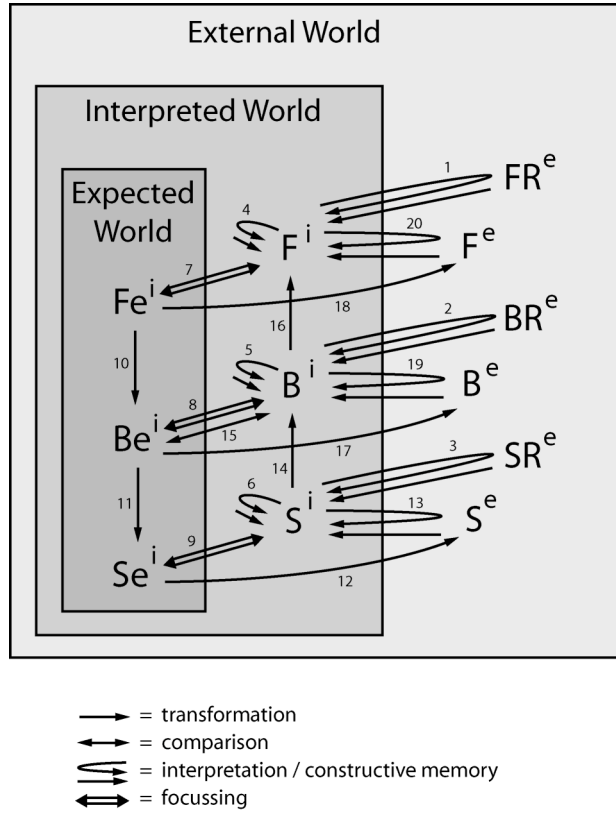 External World
Interpreted World
Expected World
1
FR^e
4
F^i
20
F^e
7
Fe^i
18
16
2
BR^e
10
5
B^i
19
B^e
8
Be^i
15
17
14
3
SR^e
11
6
S^i
13
S^e
9
Se^i
12
= transformation
= comparison
= interpretation / constructive memory
= focussing